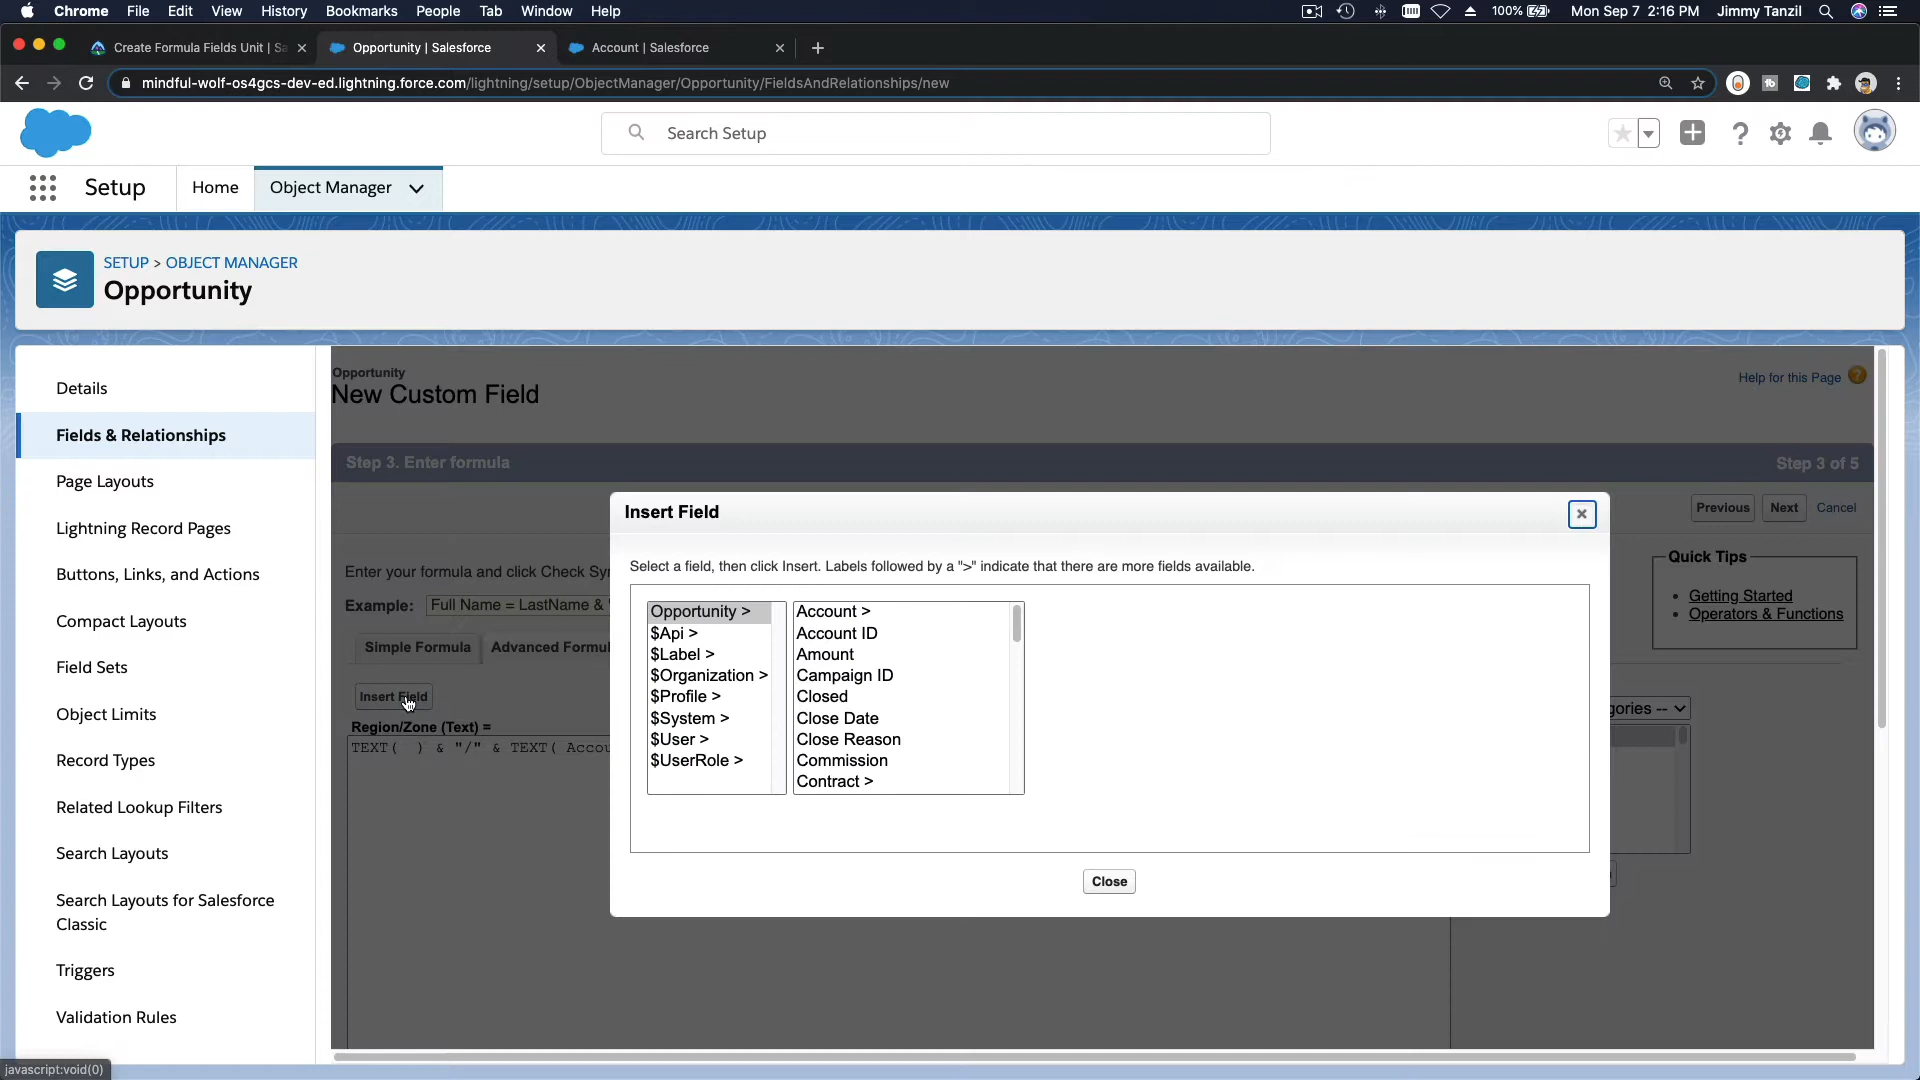 Chrome File Edit View History Bookmarks People Tab Window Help 100% Mon Sep 7 2:16 PM Jimmy Tanzil
Create Formula Fields Unit | Sa
Opportunity | Salesforce
Account | Salesforce
mindful-wolf-os4gcs-dev-ed.lightning.force.com/lightning/setup/ObjectManager/Opportunity/FieldsAndRelationships/new
Search Setup
Setup
Home
Object Manager
SETUP > OBJECT MANAGER
Opportunity
Details
Fields & Relationships
Page Layouts
Lightning Record Pages
Buttons, Links, and Actions
Compact Layouts
Field Sets
Object Limits
Record Types
Related Lookup Filters
Search Layouts
Search Layouts for Salesforce
Classic
Triggers
Validation Rules
Opportunity
New Custom Field
Help for this Page
Step 3. Enter formula
Step 3 of 5
Previous
Next
Cancel
Enter your formula and click Check Sy
Example: Full Name = LastName & '
Simple Formula
Advanced Formul
Insert Field
Region/Zone (Text) =
TEXT(  ) & "/" & TEXT( Accou
Quick Tips
Getting Started
Operators & Functions
gories --
Insert Field
Select a field, then click Insert. Labels followed by a ">" indicate that there are more fields available.
Opportunity >
$Api >
$Label >
$Organization >
$Profile >
$System >
$User >
$UserRole >
Account >
Account ID
Amount
Campaign ID
Closed
Close Date
Close Reason
Commission
Contract >
Close
javascript:void(0)